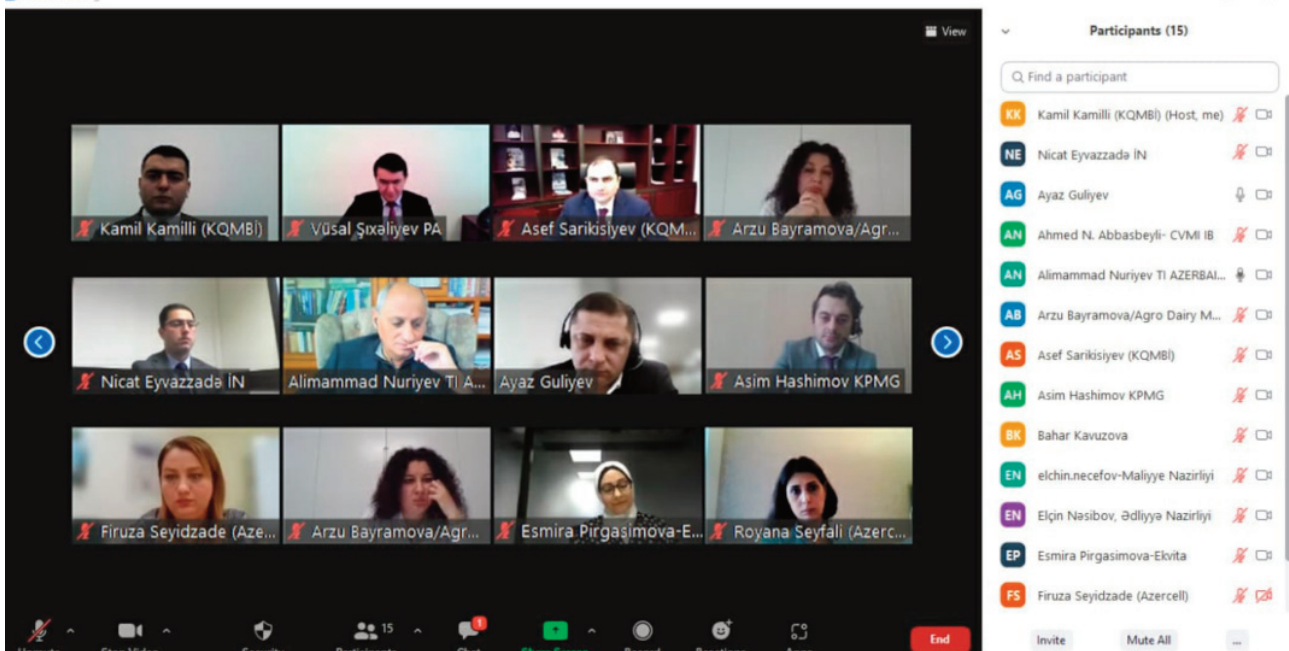 View
Kamil Kamilli (KQMBİ)
Vüsal Şıxəliyev PA
Asef Sarikisiyev (KQM...
Arzu Bayramova/Agr...
Nicat Eyvazzadə İN
Alimammad Nuriyev TI A...
Ayaz Guliyev
Asim Hashimov KPMG
Firuza Seyidzade (Aze...
Arzu Bayramova/Agr...
Esmira Pirgasimova-E...
Royana Seyfali (Azerc...
15
1
End
Participants (15)
Find a participant
KK Kamil Kamilli (KQMBİ) (Host, me)
NE Nicat Eyvazzadə İN
AG Ayaz Guliyev
AN Ahmed N. Abbasbeyli- CVMI IB
AN Alimammad Nuriyev TI AZERBAI...
AB Arzu Bayramova/Agro Dairy M...
AS Asef Sarikisiyev (KQMBİ)
AH Asim Hashimov KPMG
BK Bahar Kavuzova
EN elchin.necefov-Maliyye Nazirliyi
EN Elçin Nəsibov, Ədliyyə Nazirliyi
EP Esmira Pirgasimova-Ekvita
FS Firuza Seyidzade (Azercell)
Invite
Mute All
...